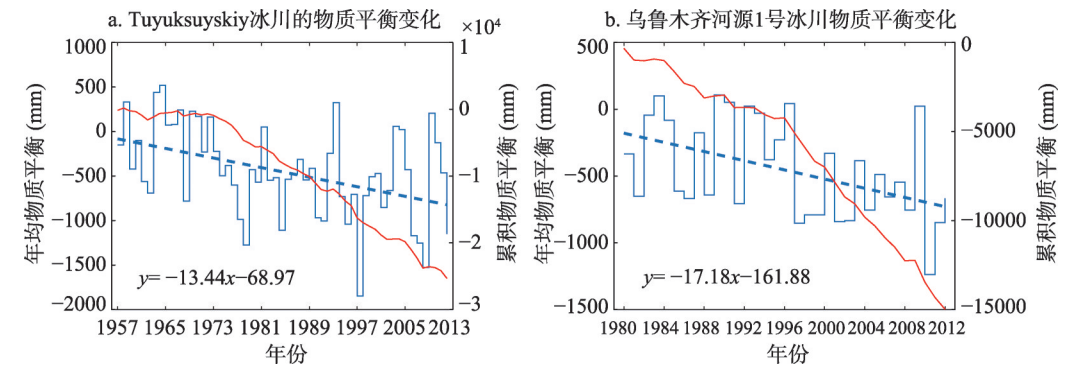 a. Tuyuksuyskiy冰川的物质平衡变化
×10⁴
1000
500
0
−500
−1000
−1500
−2000
年均物质平衡 (mm)
1
0
−1
−2
−3
累积物质平衡 (mm)
y= −13.44x−68.97
1957 1965 1973 1981 1989 1997 2005 2013
年份
b. 乌鲁木齐河源1号冰川物质平衡变化
500
0
−500
−1000
−1500
年均物质平衡 (mm)
0
−5000
−10000
−15000
累积物质平衡 (mm)
y= −17.18x−161.88
1980 1984 1988 1992 1996 2000 2004 2008 2012
年份